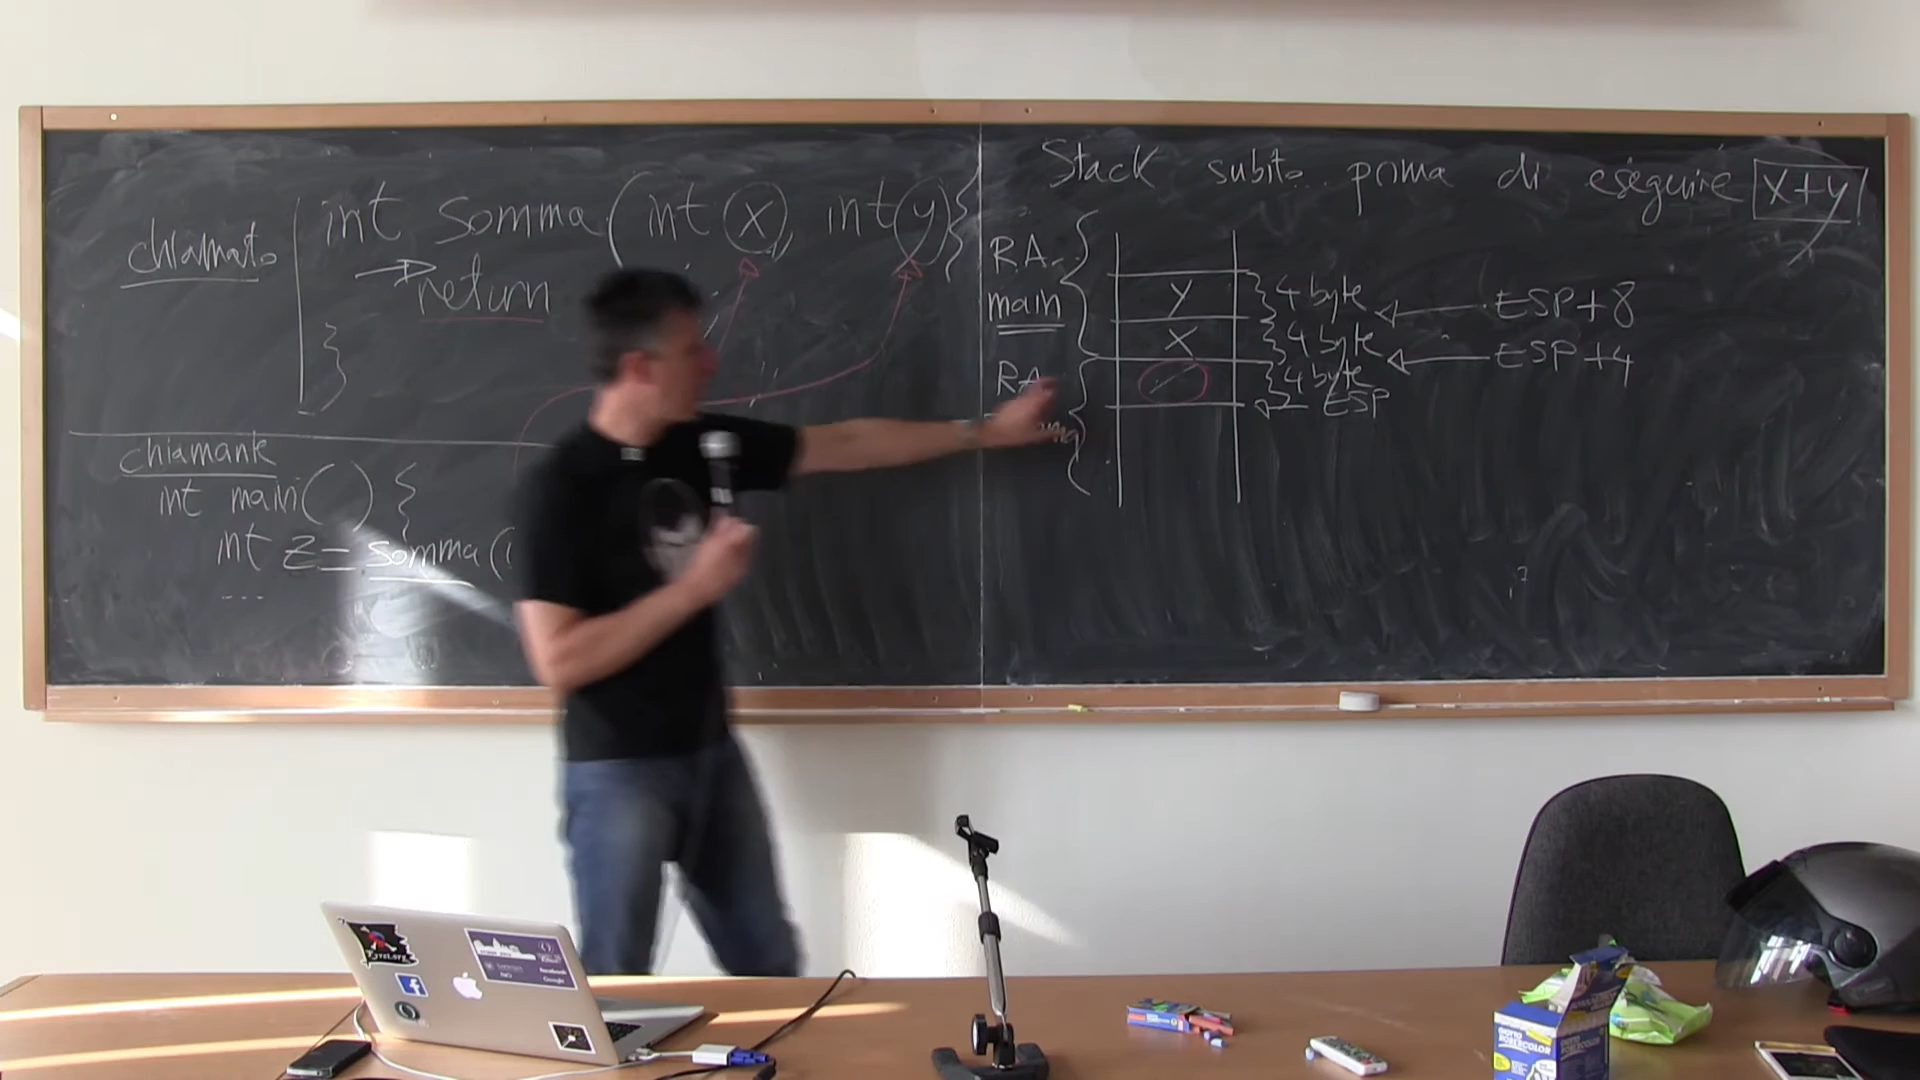 chiamato
int somma (int x, int y) {
return
}
chiamante
int main() {
int z = somma (
...
Stack subito prima di eseguire x+y
R.A.
main
y
4 byte
ESP+8
x
4 byte
ESP+4
RA
4 byte
ESP